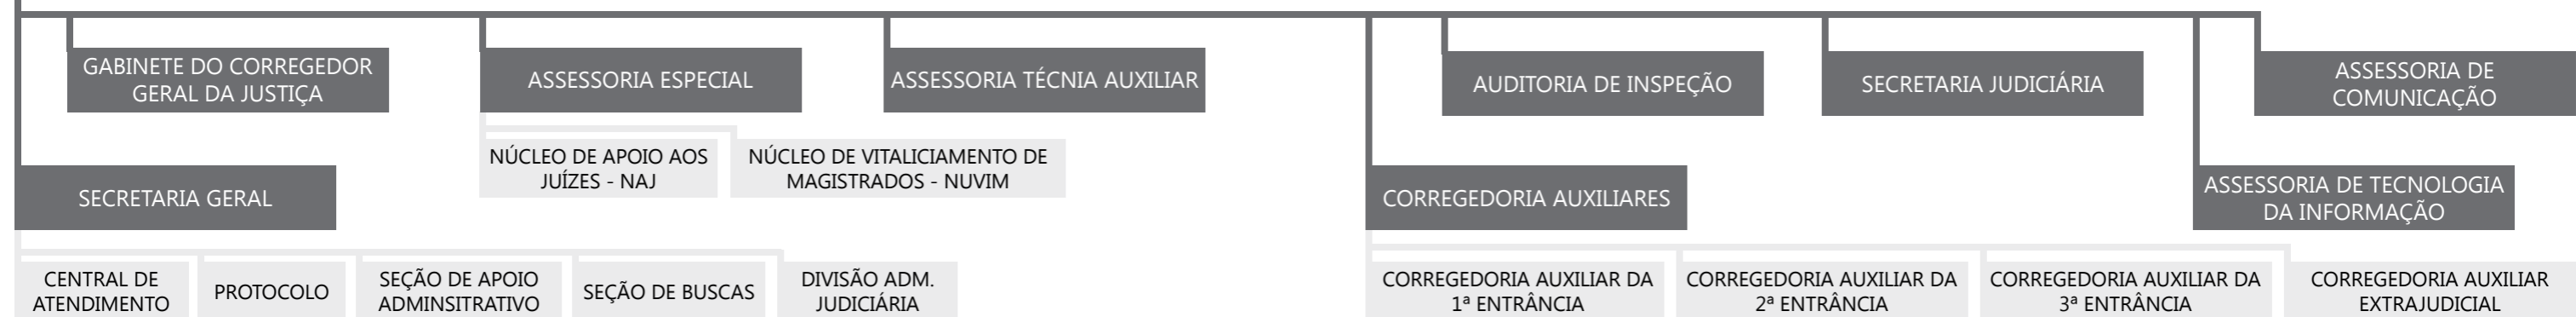 GABINETE DO CORREGEDOR
GERAL DA JUSTIÇA
ASSESSORIA ESPECIAL
ASSESSORIA TÉCNIA AUXILIAR
AUDITORIA DE INSPEÇÃO
SECRETARIA JUDICIÁRIA
ASSESSORIA DE
COMUNICAÇÃO
NÚCLEO DE APOIO AOS
JUÍZES - NAJ
NÚCLEO DE VITALICIAMENTO DE
MAGISTRADOS - NUVIM
SECRETARIA GERAL
CORREGEDORIA AUXILIARES
ASSESSORIA DE TECNOLOGIA
DA INFORMAÇÃO
CENTRAL DE
ATENDIMENTO
PROTOCOLO
SEÇÃO DE APOIO
ADMINSITRATIVO
SEÇÃO DE BUSCAS
DIVISÃO ADM.
JUDICIÁRIA
CORREGEDORIA AUXILIAR DA
1ª ENTRÂNCIA
CORREGEDORIA AUXILIAR DA
2ª ENTRÂNCIA
CORREGEDORIA AUXILIAR DA
3ª ENTRÂNCIA
CORREGEDORIA AUXILIAR
EXTRAJUDICIAL